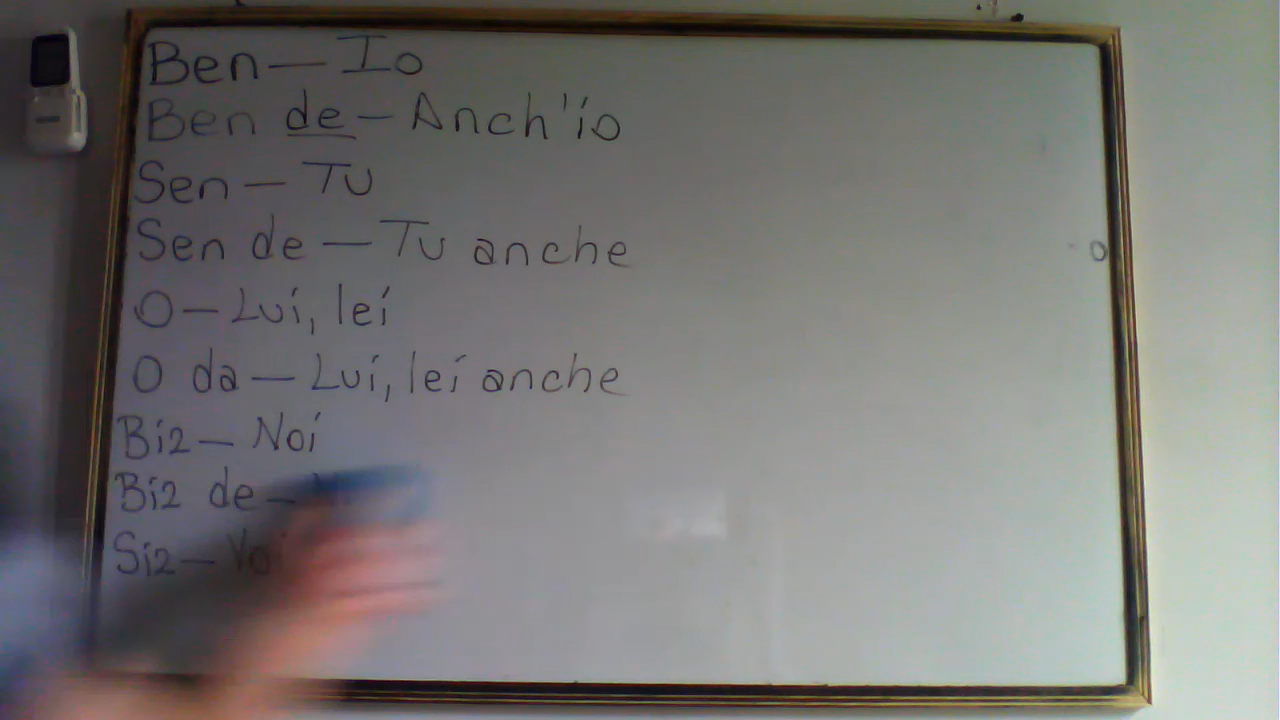 Ben — Io
Ben de — Anch'io
Sen — Tu
Sen de — Tu anche
O — Lui, lei
O da — Lui, lei anche
Biz — Noi
Biz de —
Siz — Voi